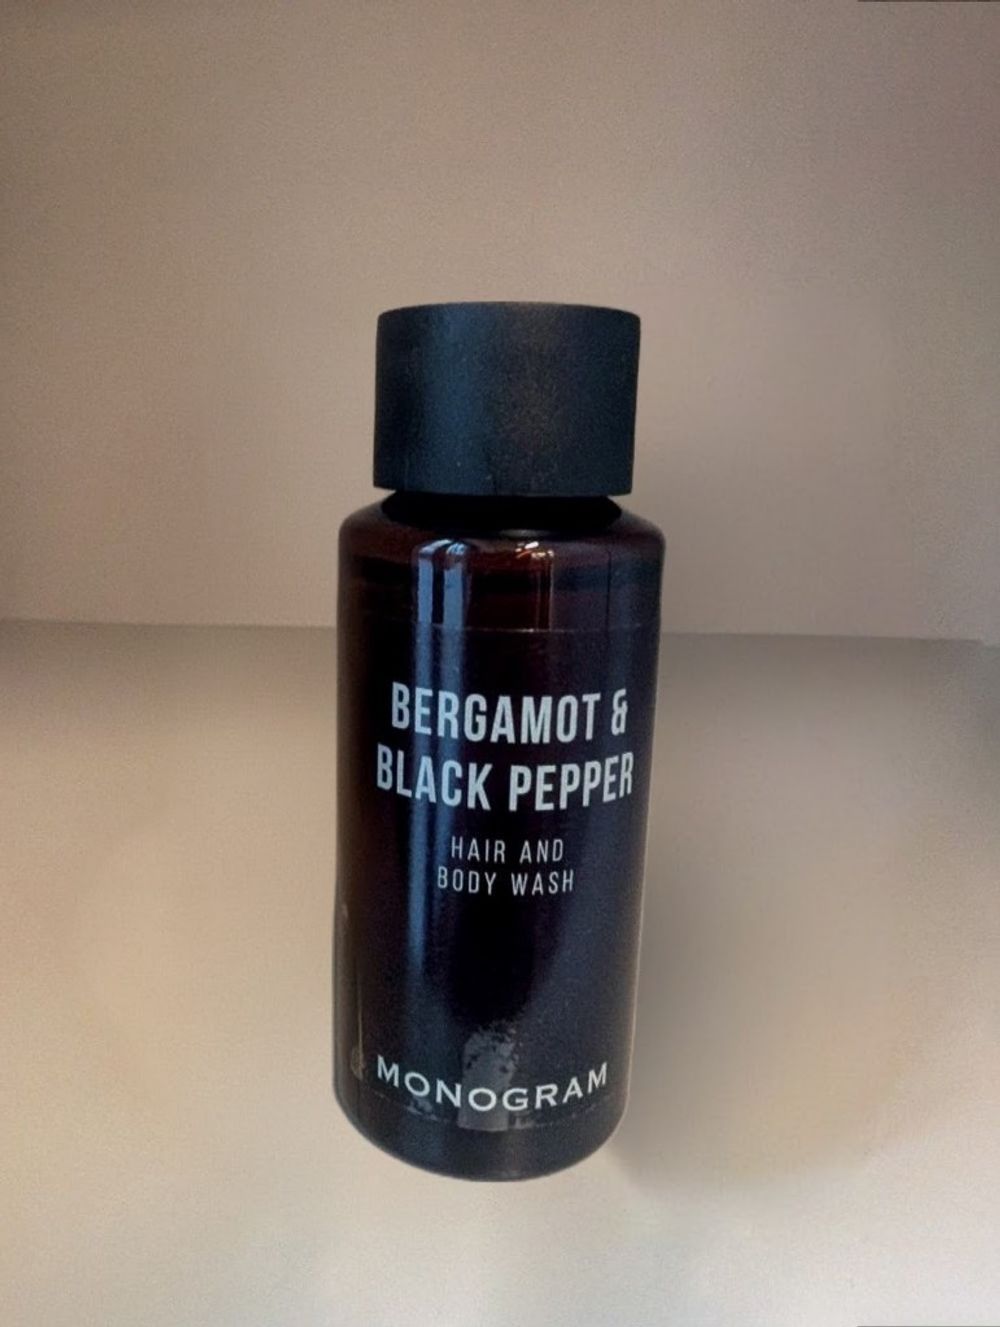 BERGAMOT &
BLACK PEPPER
HAIR AND
BODY WASH
MONOGRAM